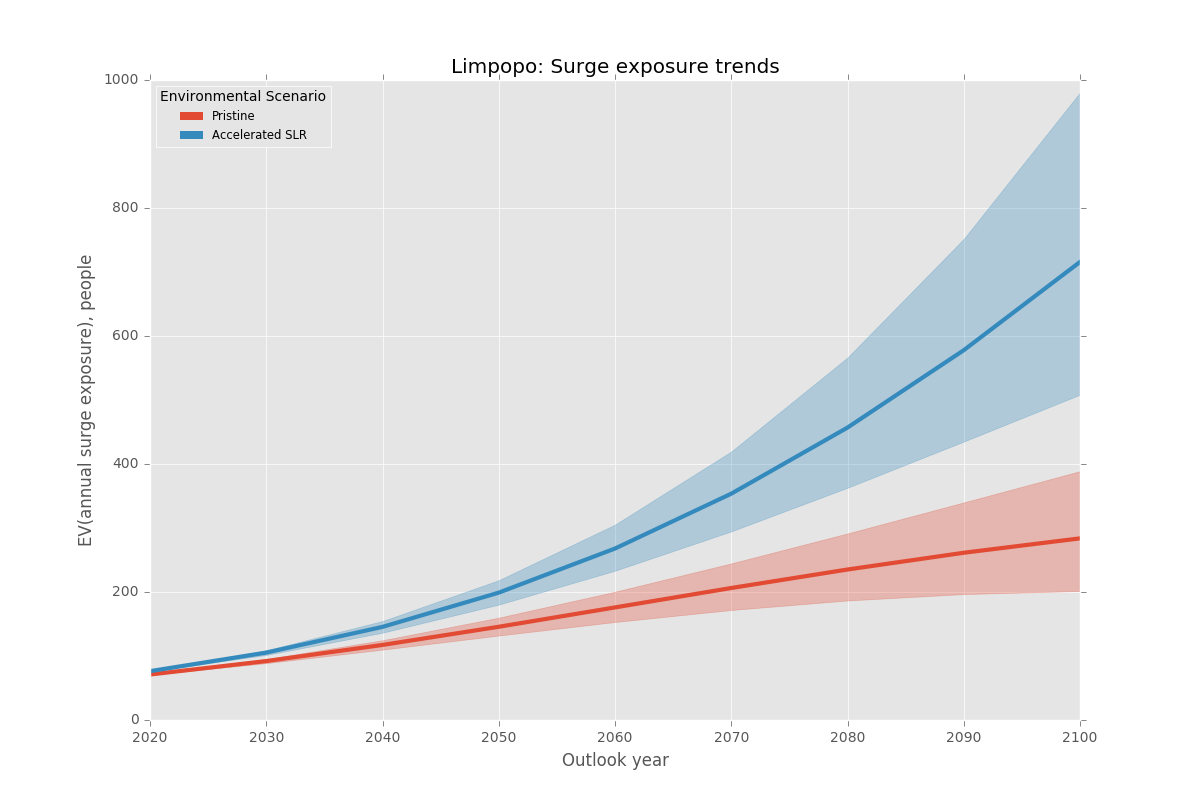 Limpopo: Surge exposure trends
Environmental Scenario
Pristine
Accelerated SLR
EV(annual surge exposure), people
1000
800
600
400
200
0
2020 2030 2040 2050 2060 2070 2080 2090 2100
Outlook year